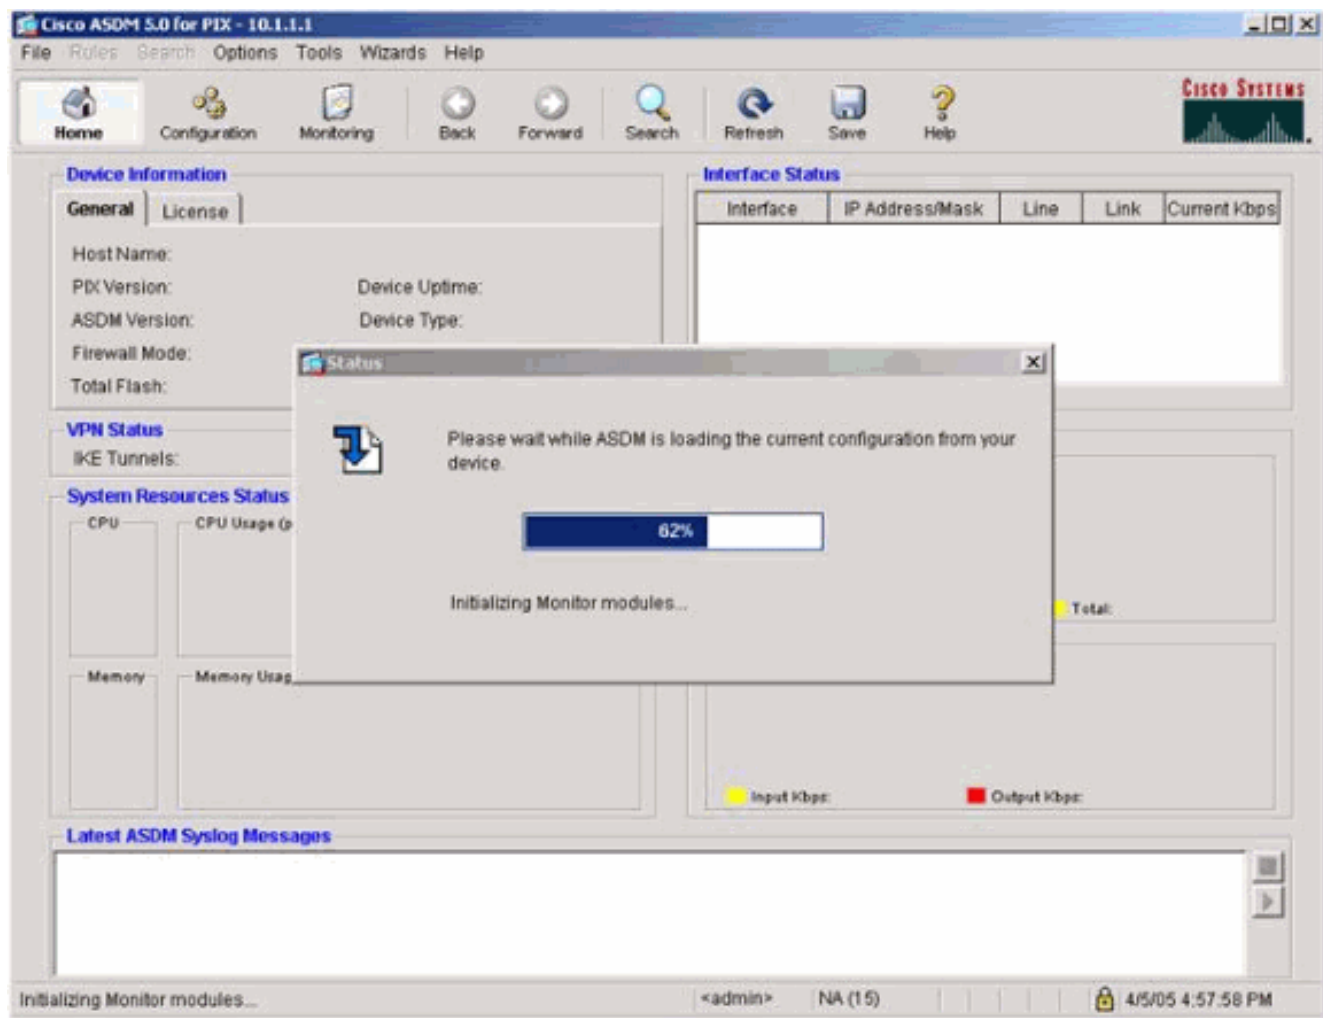 Cisco ASDM 5.0 for PIX - 10.1.1.1
File Rules Search Options Tools Wizards Help
Home Configuration Monitoring Back Forward Search Refresh Save Help
CISCO SYSTEMS
Device Information
General License
Host Name:
PIX Version: Device Uptime:
ASDM Version: Device Type:
Firewall Mode:
Total Flash:
Interface Status
Interface IP Address/Mask Line Link Current Kbps
VPN Status
IKE Tunnels:
System Resources Status
CPU CPU Usage (p
Memory Memory Usag
Status
Please wait while ASDM is loading the current configuration from your
device.
62%
Initializing Monitor modules...
Total:
Input Kbps: Output Kbps:
Latest ASDM Syslog Messages
Initializing Monitor modules... <admin> NA (15) 4/5/05 4:57:58 PM